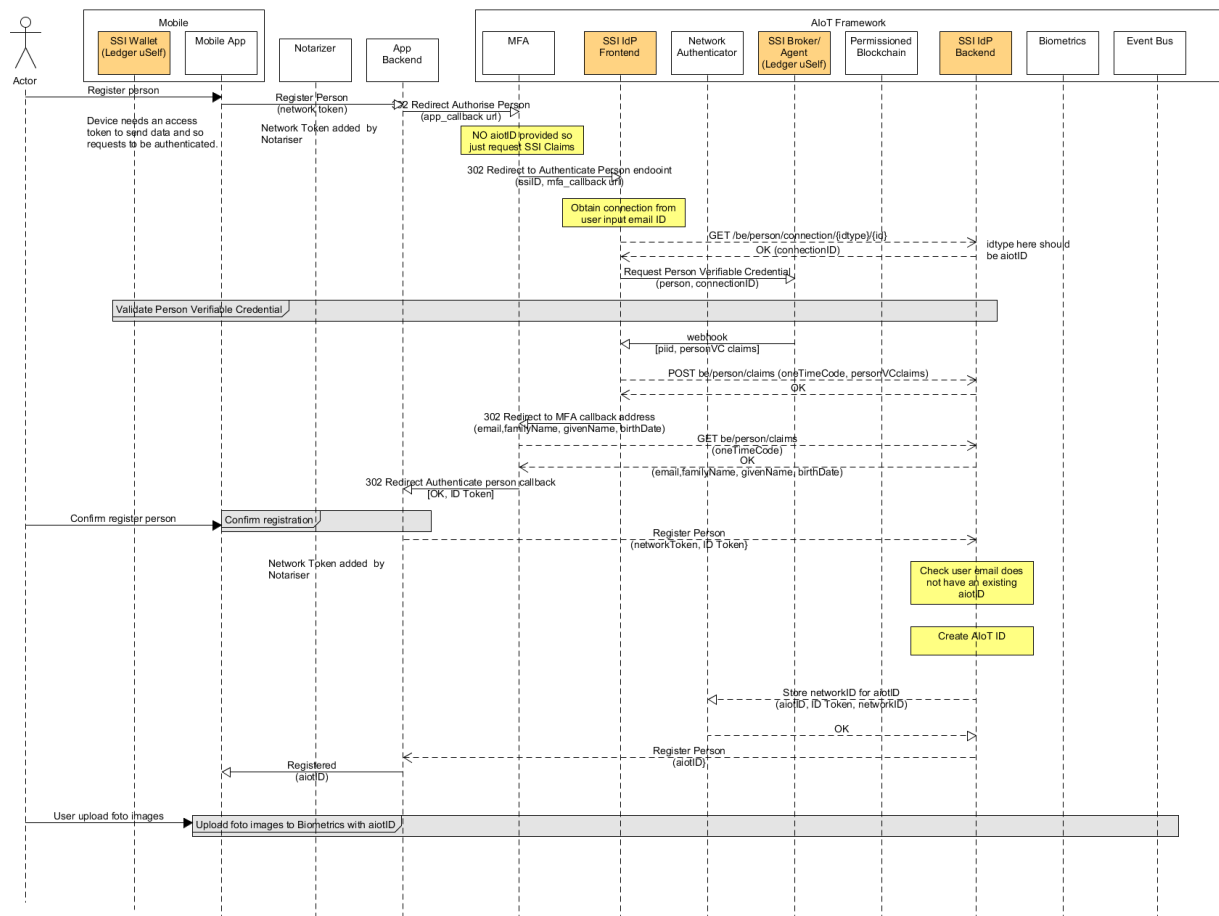 Mobile
AIoT Framework
SSI Wallet
(Ledger uSelf)
Mobile App
Notarizer
App
Backend
MFA
SSI IdP
Frontend
Network
Authenticator
SSI Broker/
Agent
(Ledger uSelf)
Permissioned
Blockchain
SSI IdP
Backend
Biometrics
Event Bus
Actor
Register person
Register Person
(network token)
302 Redirect Authorise Person
(app_callback url)
Device needs an access
token to send data and so
requests to be authenticated.
Network Token added by
Notariser
NO aiotID provided so
just request SSI Claims
302 Redirect to Authenticate Person endooint
(ssiID, mfa_callback url)
Obtain connection from
user input email ID
GET /be/person/connection/{idtype}/{id}
OK (connectionID)
idtype here should
be aiotID
Request Person Verifiable Credential
(person, connectionID)
Validate Person Verifiable Credential
webhook
[piid, personVC claims]
POST be/person/claims (oneTimeCode, personVCclaims)
OK
302 Redirect to MFA callback address
(email,familyName, givenName, birthDate)
GET be/person/claims
(oneTimeCode)
OK
(email,familyName, givenName, birthDate)
302 Redirect Authenticate person callback
[OK, ID Token]
Confirm register person
Confirm registration
Register Person
(networkToken, ID Token}
Network Token added by
Notariser
Check user email does
not have an existing
aiotID
Create AIoT ID
Store networkID for aiotID
(aiotID, ID Token, networkID)
OK
Register Person
(aiotID}
Registered
(aiotID)
User upload foto images
Upload foto images to Biometrics with aiotID